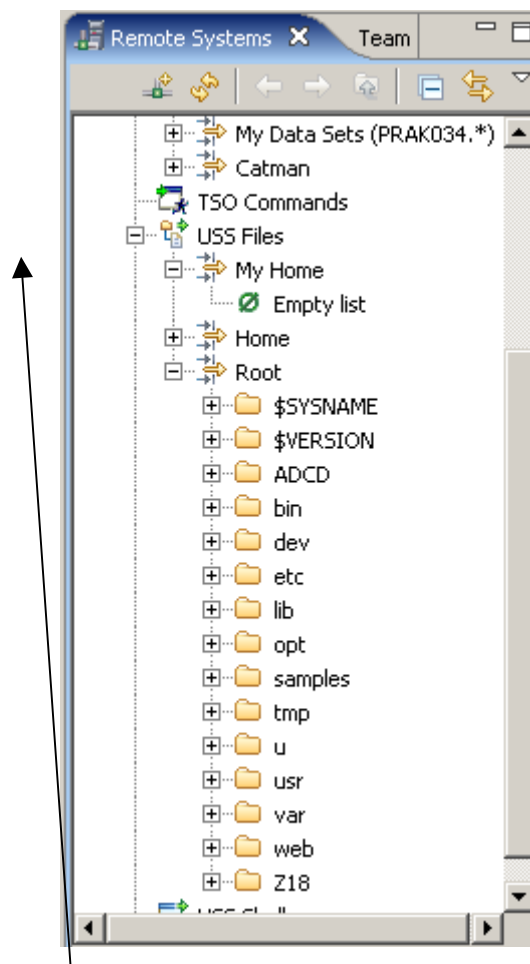 Remote Systems Team
My Data Sets (PRAK034.*)
Catman
TSO Commands
USS Files
My Home
Empty list
Home
Root
$SYSNAME
$VERSION
ADCD
bin
dev
etc
lib
opt
samples
tmp
u
usr
var
web
Z18